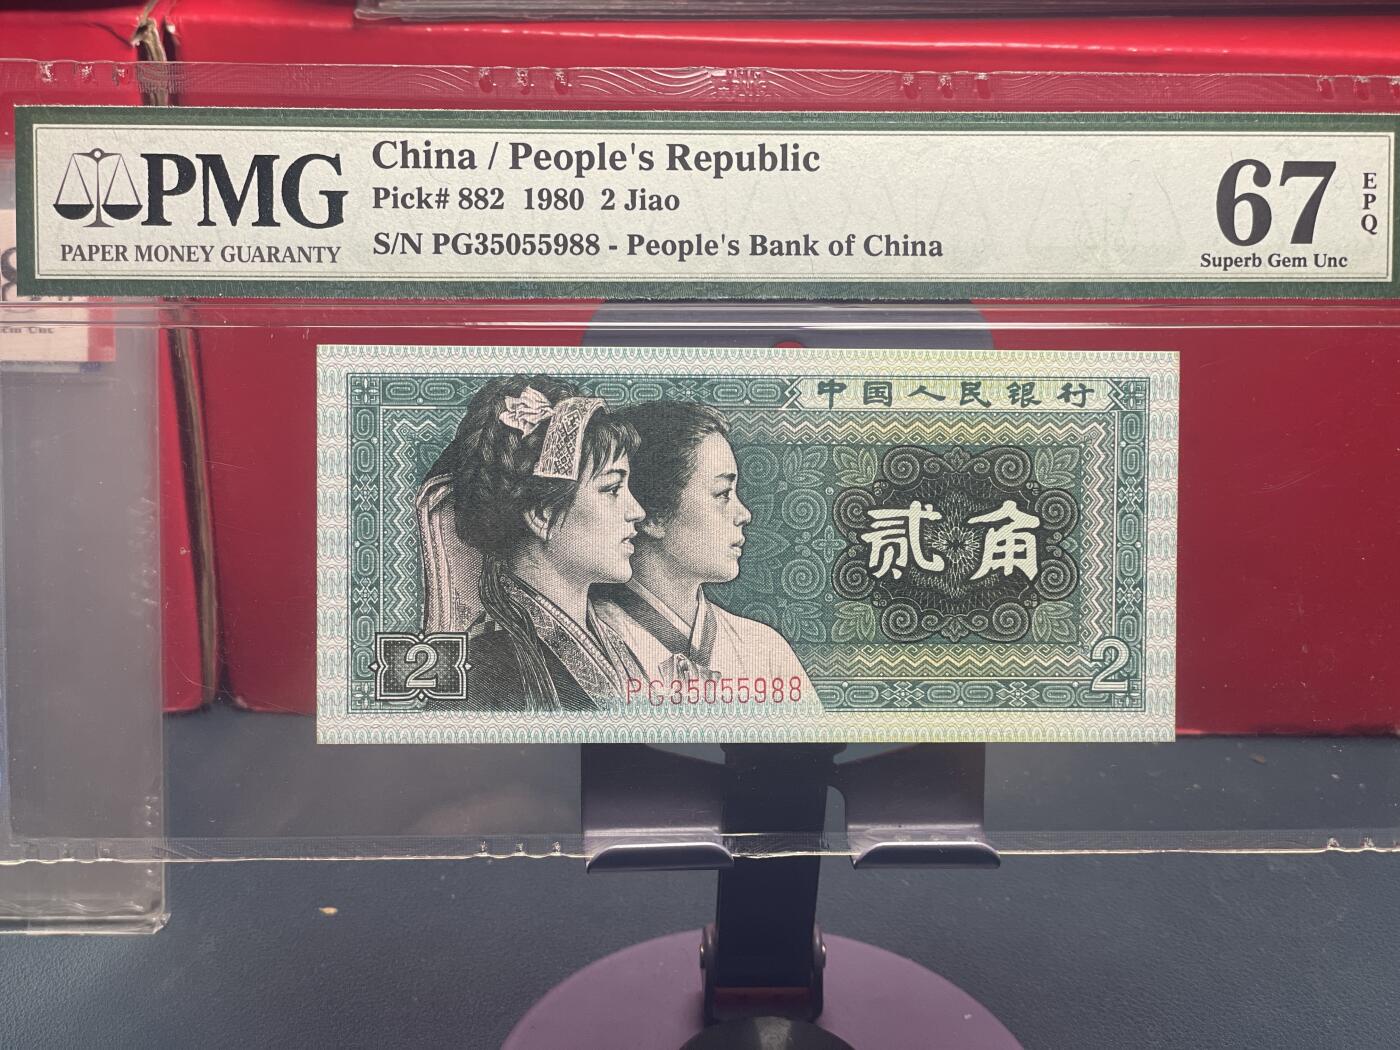 PMG
PAPER MONEY GUARANTY
China / People's Republic
Pick# 882 1980 2 Jiao
S/N PG35055988 - People's Bank of China
67
EPQ
Superb Gem Unc
中国人民银行
贰角
2
2
PG35055988